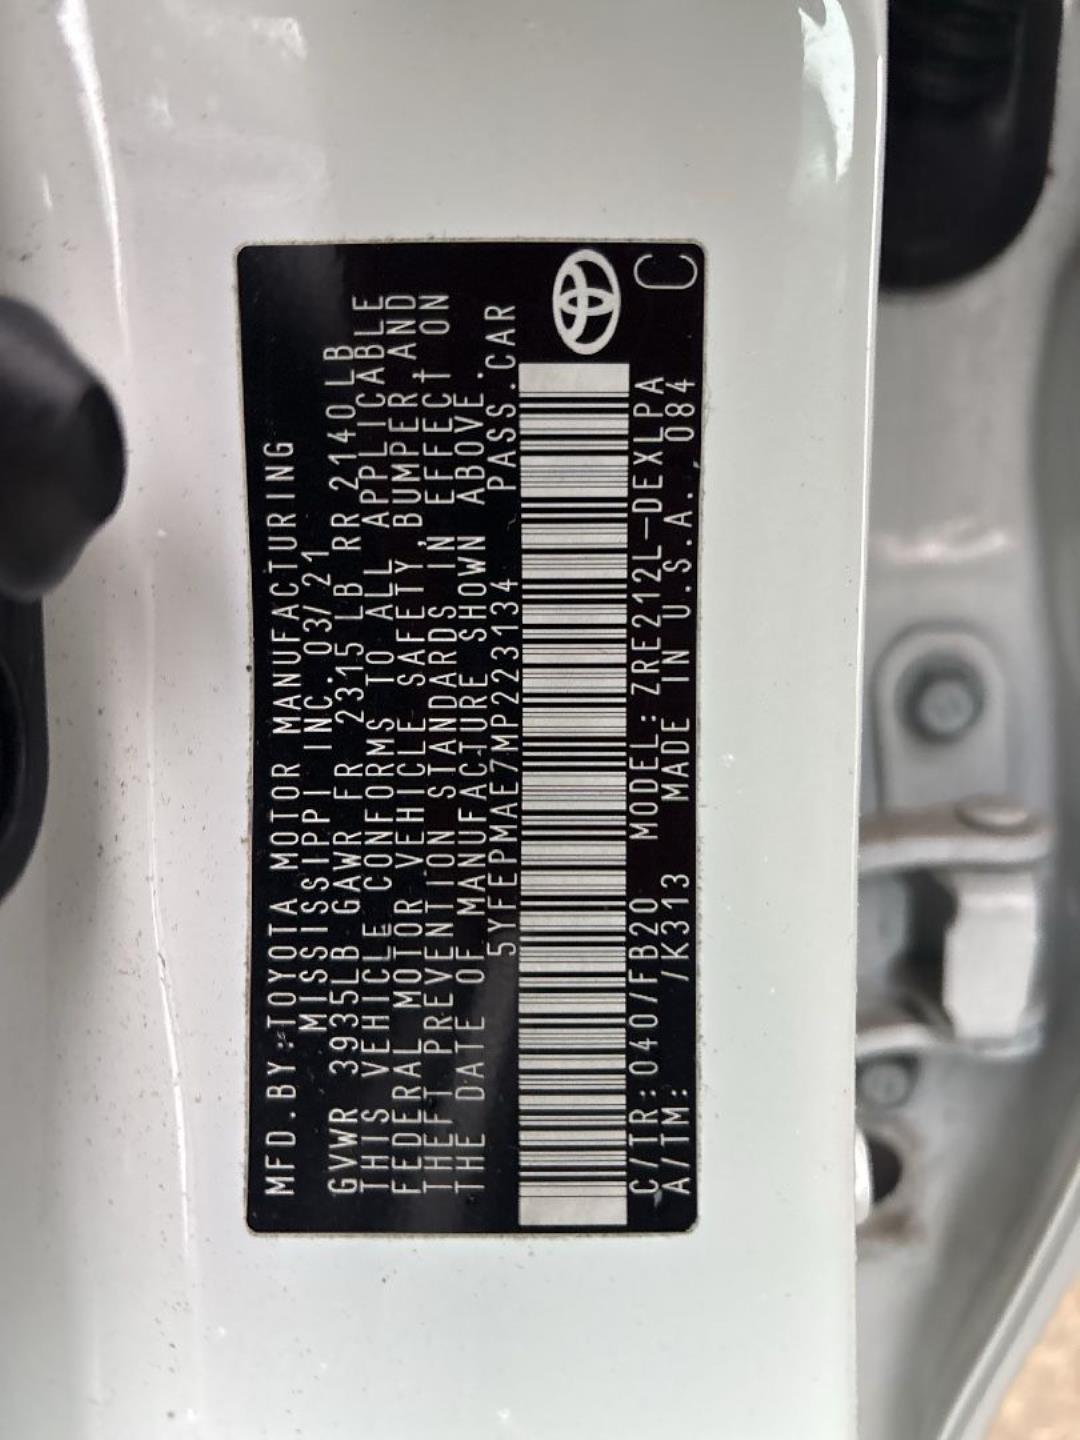 MFD.BY:TOYOTA MOTOR MANUFACTURING
MISSISSIPPI INC. 03/21
GVWR 3935LB GAWR FR 2315 LB RR 2140LB
THIS VEHICLE CONFORMS TO ALL APPLICABLE
FEDERAL MOTOR VEHICLE SAFETY, BUMPER, AND
THEFT PREVENTION STANDARDS IN EFFECT ON
THE DATE OF MANUFACTURE SHOWN ABOVE.
5YFEPMAE7MP223134 PASS.CAR
C/TR:040/FB20 MODEL:ZRE212L-DEXLPA
A/TM: /K313 MADE IN U.S.A. 084
C